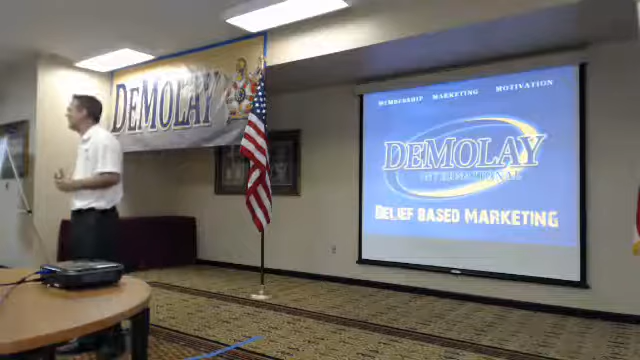 DEMOLAY
MEMBERSHIP MARKETING MOTIVATION
DEMOLAY
INTERNATIONAL
BELIEF BASED MARKETING